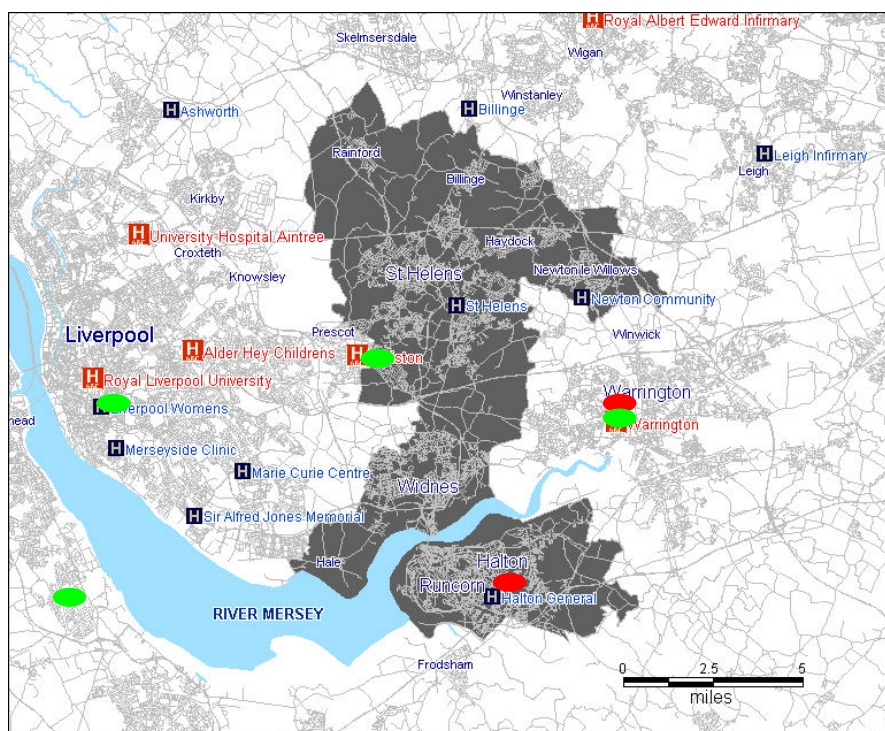 H Royal Albert Edward Infirmary
Skelmsersdale
Wigan
Winstanley
H Ashworth
H Billinge
Rainford
H Leigh Infirmary
Leigh
Billinge
Kirkby
H University Hospital Aintree
Croxteth
Haydock
Knowsley
St Helens
Newton le Willows
H St Helens
H Newton Community
Prescot
Winwick
Liverpool
H Alder Hey Childrens
H ston
H Royal Liverpool University
Warrington
H erpool Womens
head
Warrington
H Merseyside Clinic
H Marie Curie Centre
Widnes
H Sir Alfred Jones Memorial
Hale
Halton
Runcorn
H Halton General
RIVER MERSEY
Frodsham
0 2.5 5
miles